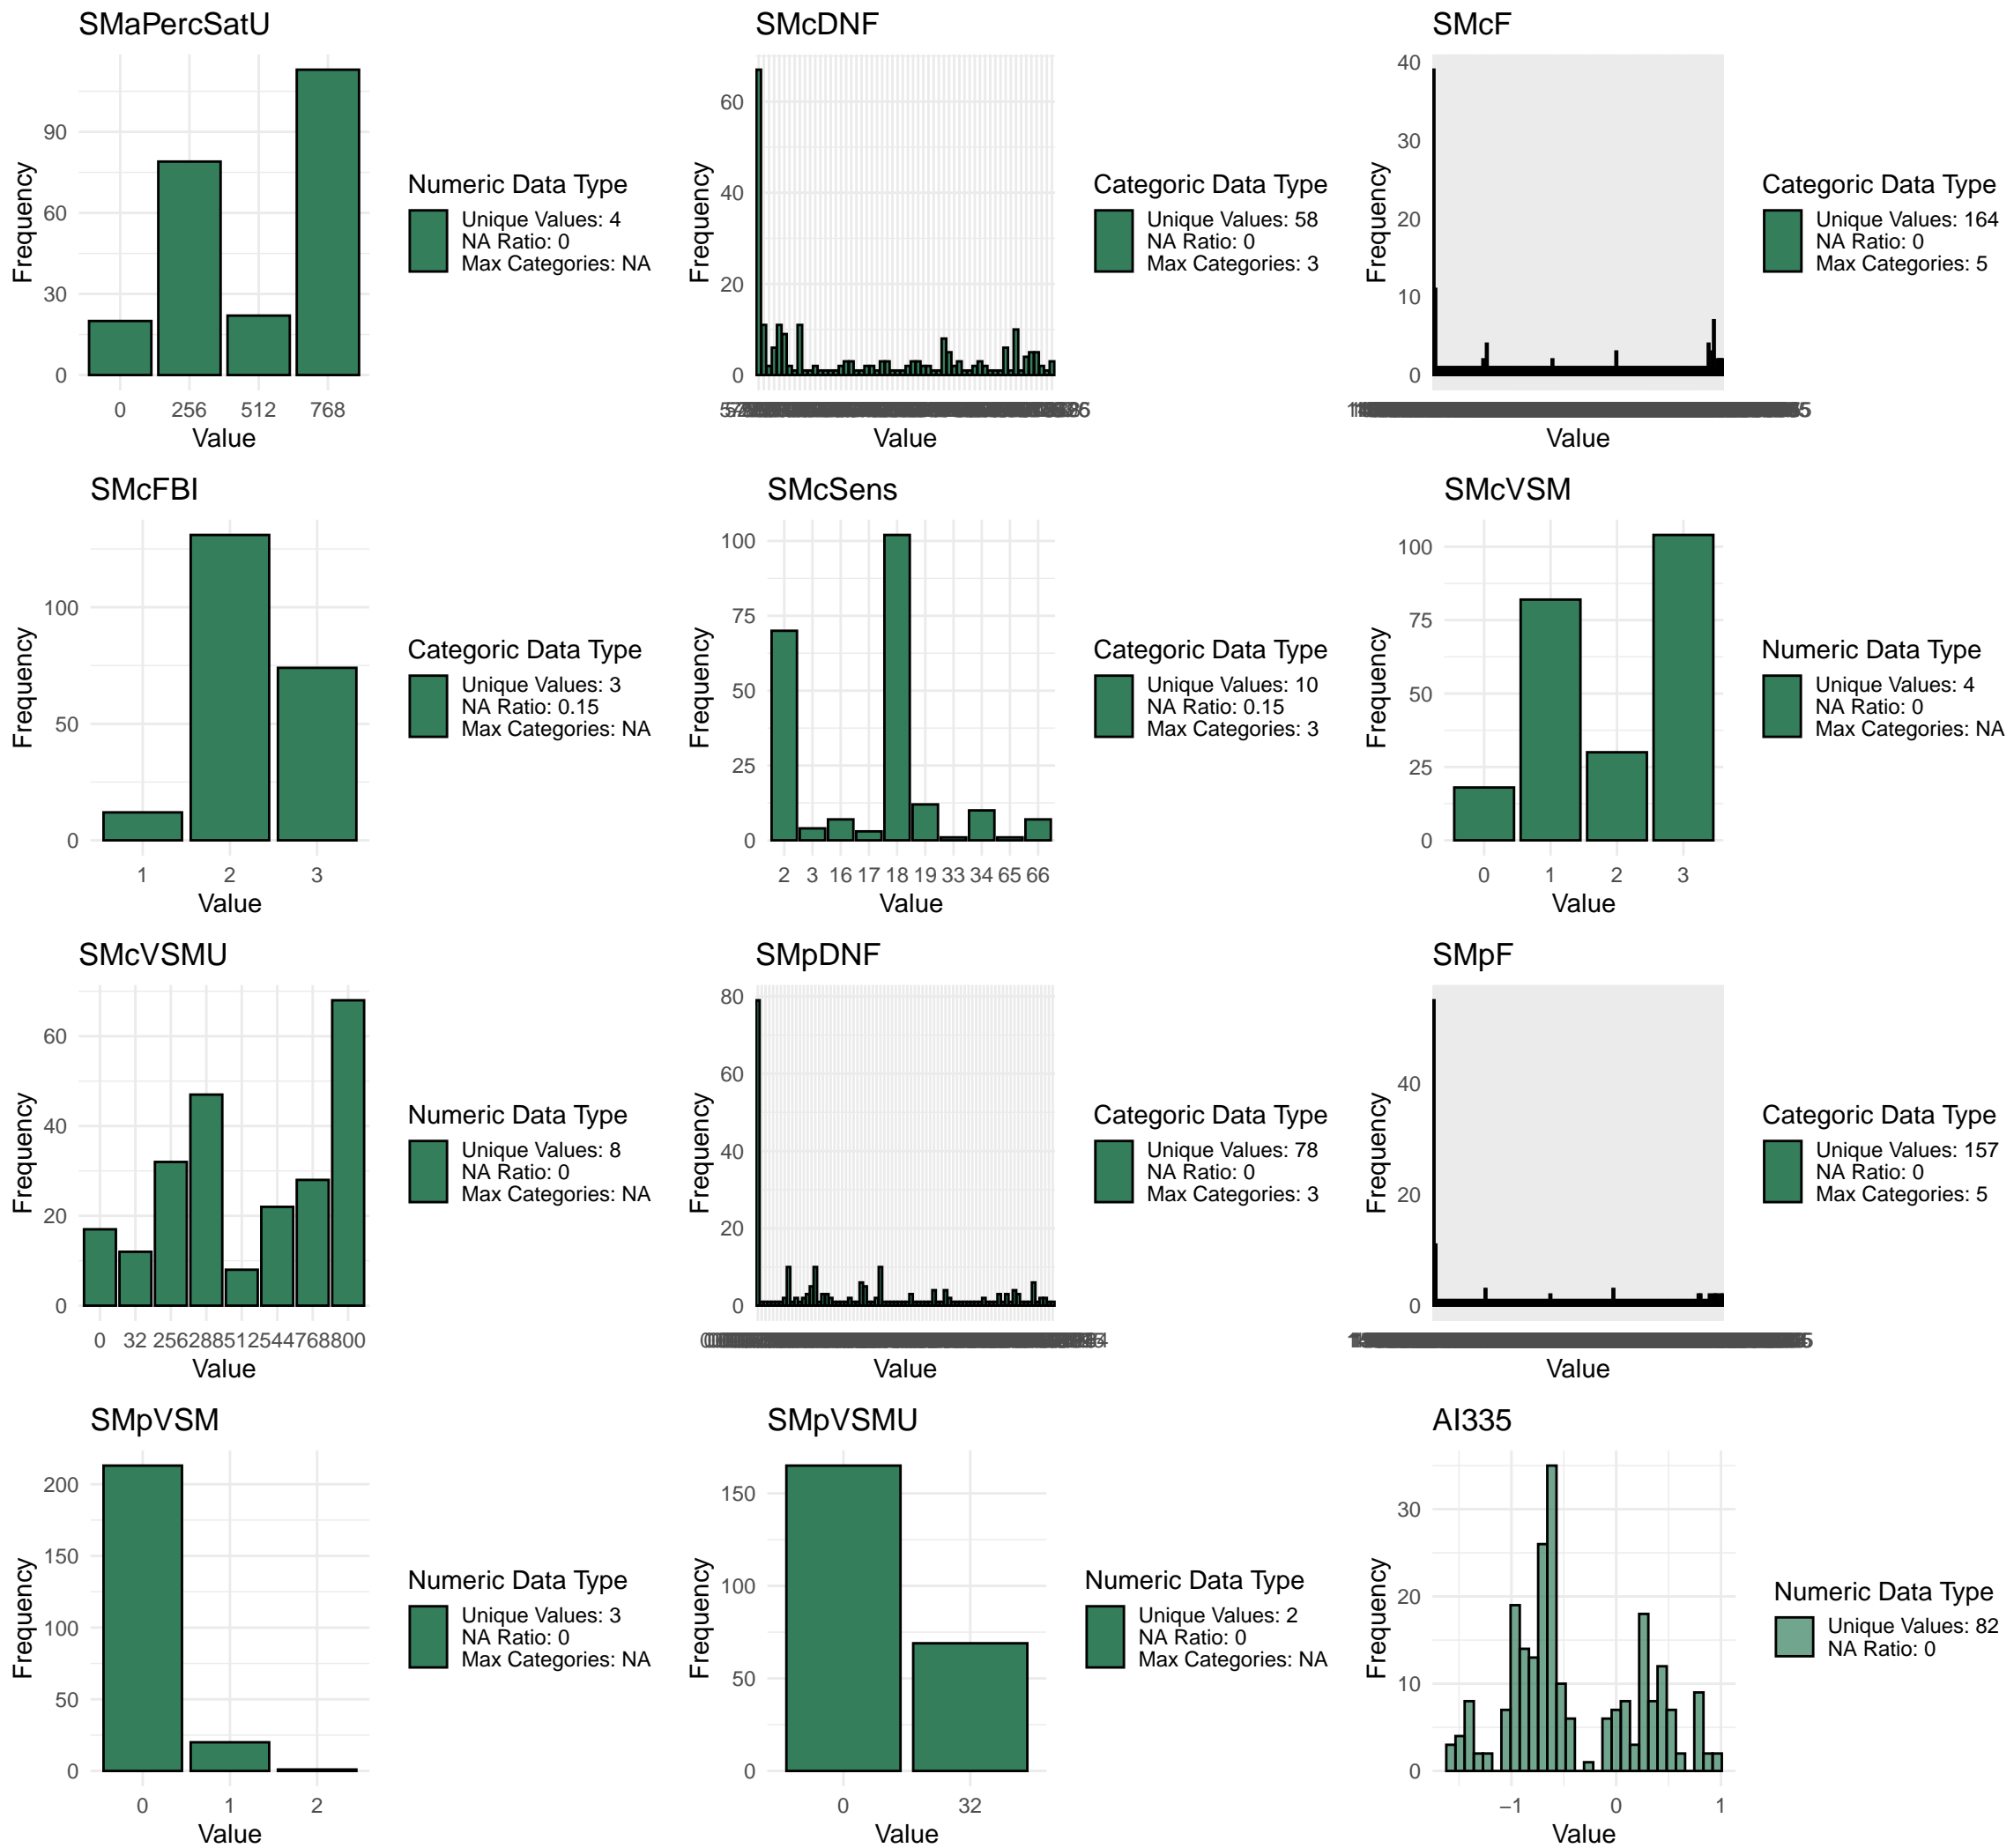 SMaPercSatU
Frequency
90
60
30
0
0 256 512 768
Value
Numeric Data Type
Unique Values: 4
NA Ratio: 0
Max Categories: NA
SMcDNF
Frequency
60
40
20
0
Value
Categoric Data Type
Unique Values: 58
NA Ratio: 0
Max Categories: 3
SMcF
Frequency
40
30
20
10
0
Value
Categoric Data Type
Unique Values: 164
NA Ratio: 0
Max Categories: 5
SMcFBI
Frequency
100
50
0
1 2 3
Value
Categoric Data Type
Unique Values: 3
NA Ratio: 0.15
Max Categories: NA
SMcSens
Frequency
100
75
50
25
0
2 3 16 17 18 19 33 34 65 66
Value
Categoric Data Type
Unique Values: 10
NA Ratio: 0.15
Max Categories: 3
SMcVSM
Frequency
100
75
50
25
0
0 1 2 3
Value
Numeric Data Type
Unique Values: 4
NA Ratio: 0
Max Categories: NA
SMcVSMU
Frequency
60
40
20
0
0 32 256 288 512 544 768 800
Value
Numeric Data Type
Unique Values: 8
NA Ratio: 0
Max Categories: NA
SMpDNF
Frequency
80
60
40
20
0
Value
Categoric Data Type
Unique Values: 78
NA Ratio: 0
Max Categories: 3
SMpF
Frequency
40
20
0
Value
Categoric Data Type
Unique Values: 157
NA Ratio: 0
Max Categories: 5
SMpVSM
Frequency
200
150
100
50
0
0 1 2
Value
Numeric Data Type
Unique Values: 3
NA Ratio: 0
Max Categories: NA
SMpVSMU
Frequency
150
100
50
0
0 32
Value
Numeric Data Type
Unique Values: 2
NA Ratio: 0
Max Categories: NA
AI335
Frequency
30
20
10
0
−1 0 1
Value
Numeric Data Type
Unique Values: 82
NA Ratio: 0